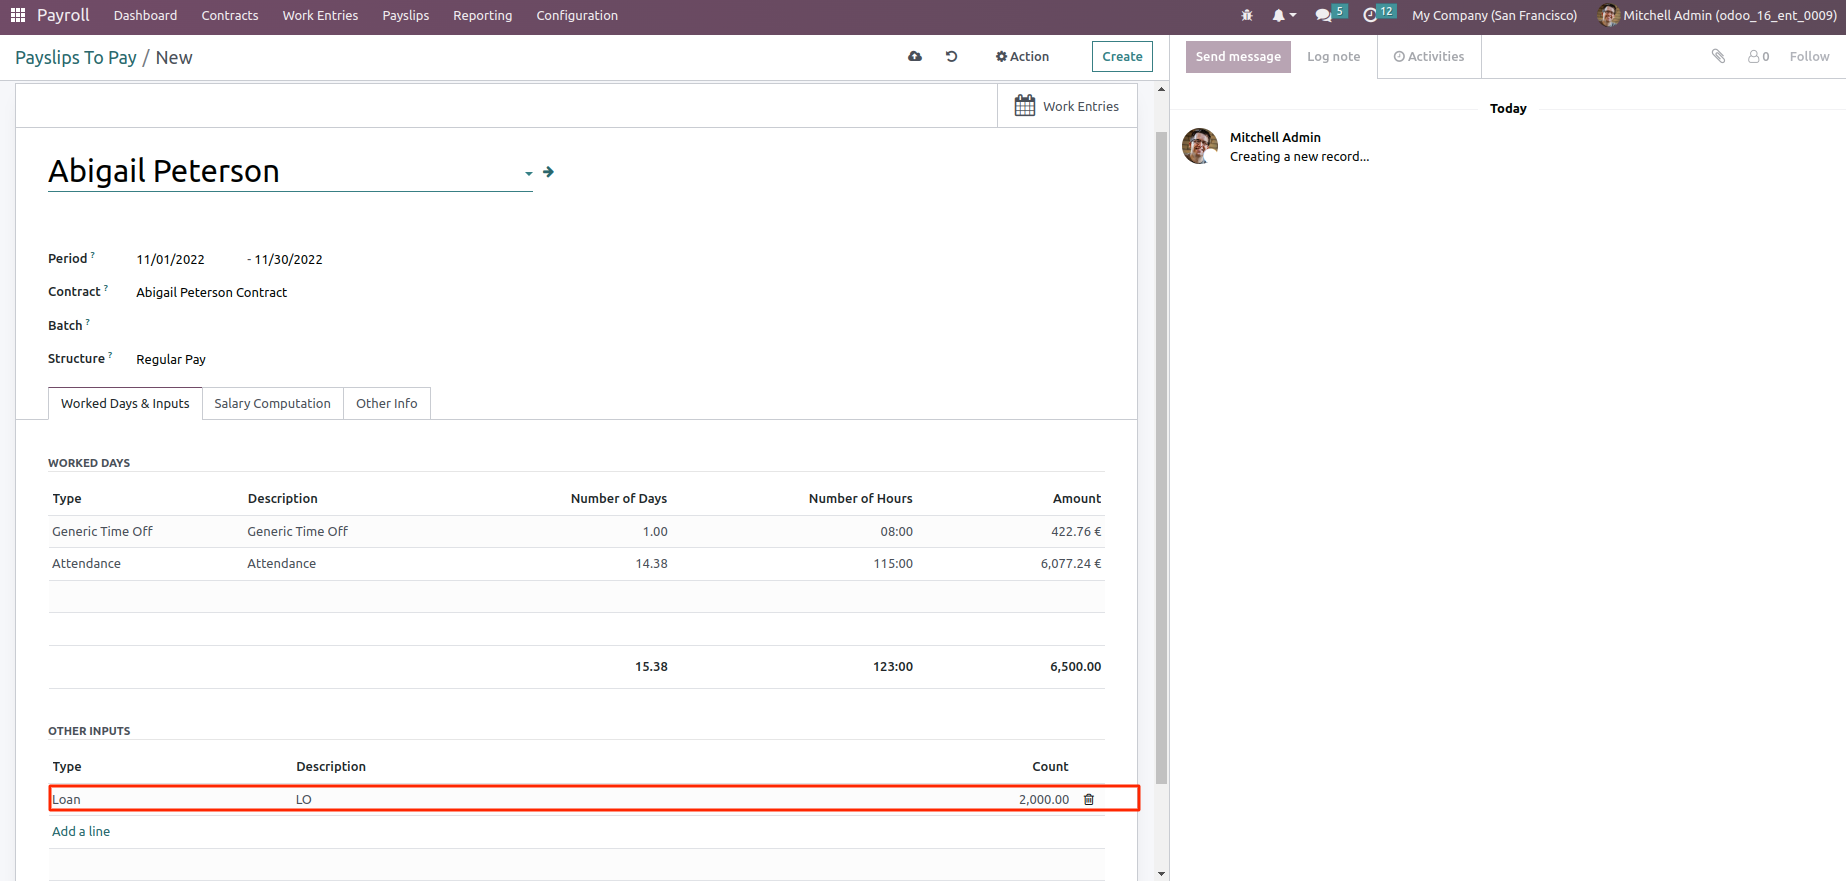 Payroll Dashboard Contracts Work Entries Payslips Reporting Configuration 5 12 My Company (San Francisco) Mitchell Admin (odoo_16_ent_0009)
Payslips To Pay / New Action Create Send message Log note Activities 0 Follow
Work Entries
Today
Mitchell Admin
Creating a new record...
Abigail Peterson
Period ? 11/01/2022 - 11/30/2022
Contract ? Abigail Peterson Contract
Batch ?
Structure ? Regular Pay
Worked Days & Inputs Salary Computation Other Info
WORKED DAYS
Type Description Number of Days Number of Hours Amount
Generic Time Off Generic Time Off 1.00 08:00 422.76 €
Attendance Attendance 14.38 115:00 6,077.24 €
15.38 123:00 6,500.00
OTHER INPUTS
Type Description Count
Loan LO 2,000.00
Add a line